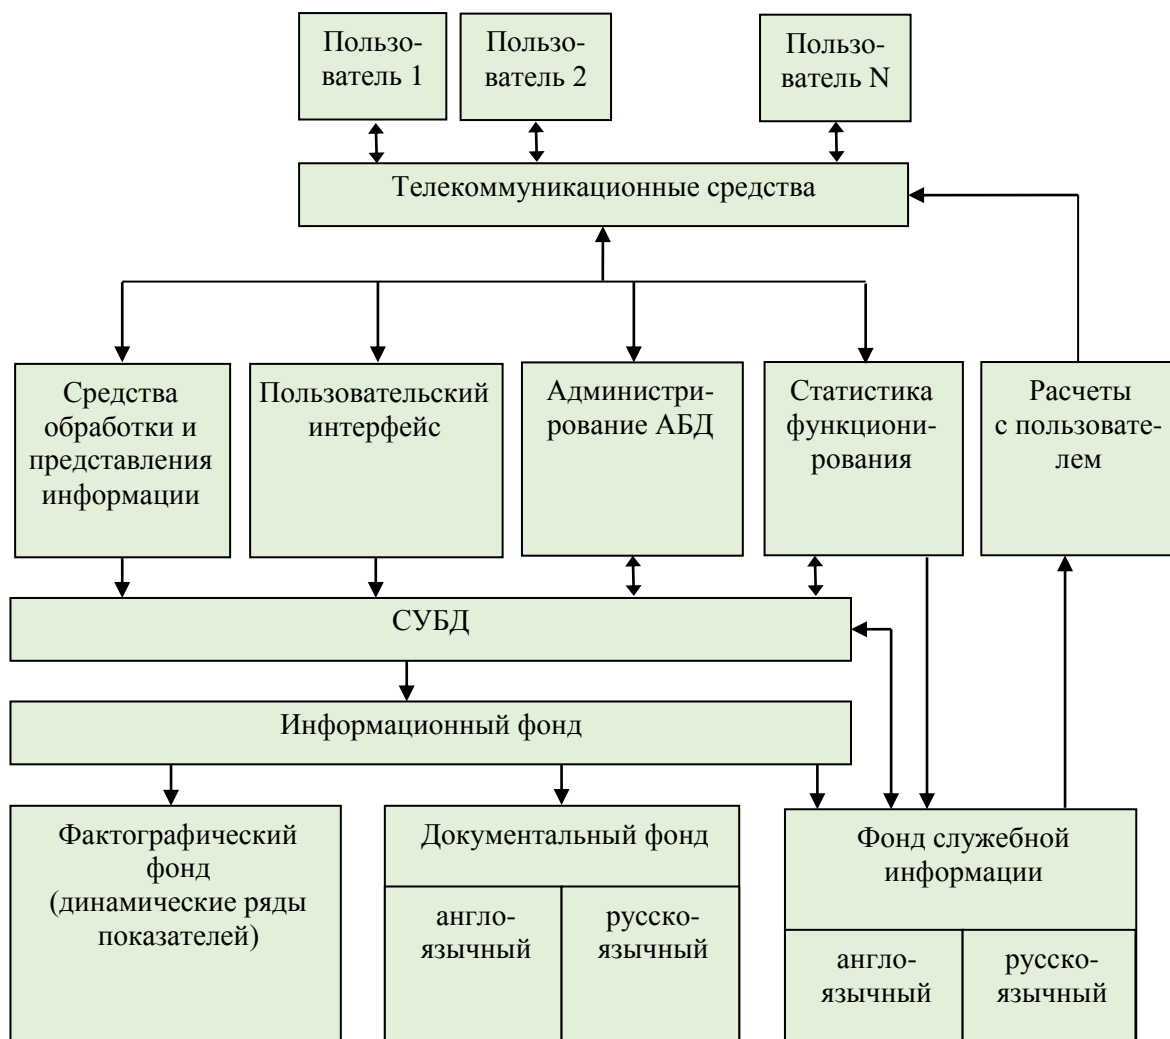 Пользо-
ватель 1
Пользо-
ватель 2
Пользо-
ватель N
Телекоммуникационные средства
Средства
обработки и
представления
информации
Пользовательский
интерфейс
Администри-
рование АБД
Статистика
функциони-
рования
Расчеты
с пользовате-
лем
СУБД
Информационный фонд
Фактографический
фонд
(динамические ряды
показателей)
Документальный фонд
англо-
язычный
русско-
язычный
Фонд служебной
информации
англо-
язычный
русско-
язычный